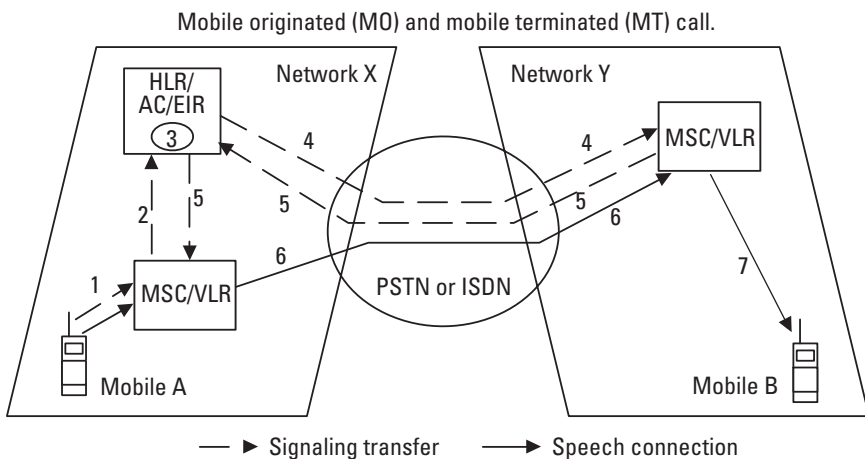 Mobile originated (MO) and mobile terminated (MT) call.
Network X
Network Y
HLR/
AC/EIR
3
4
4
MSC/VLR
5
5
2
5
6
6
1
MSC/VLR
PSTN or ISDN
7
Mobile A
Mobile B
Signaling transfer
Speech connection